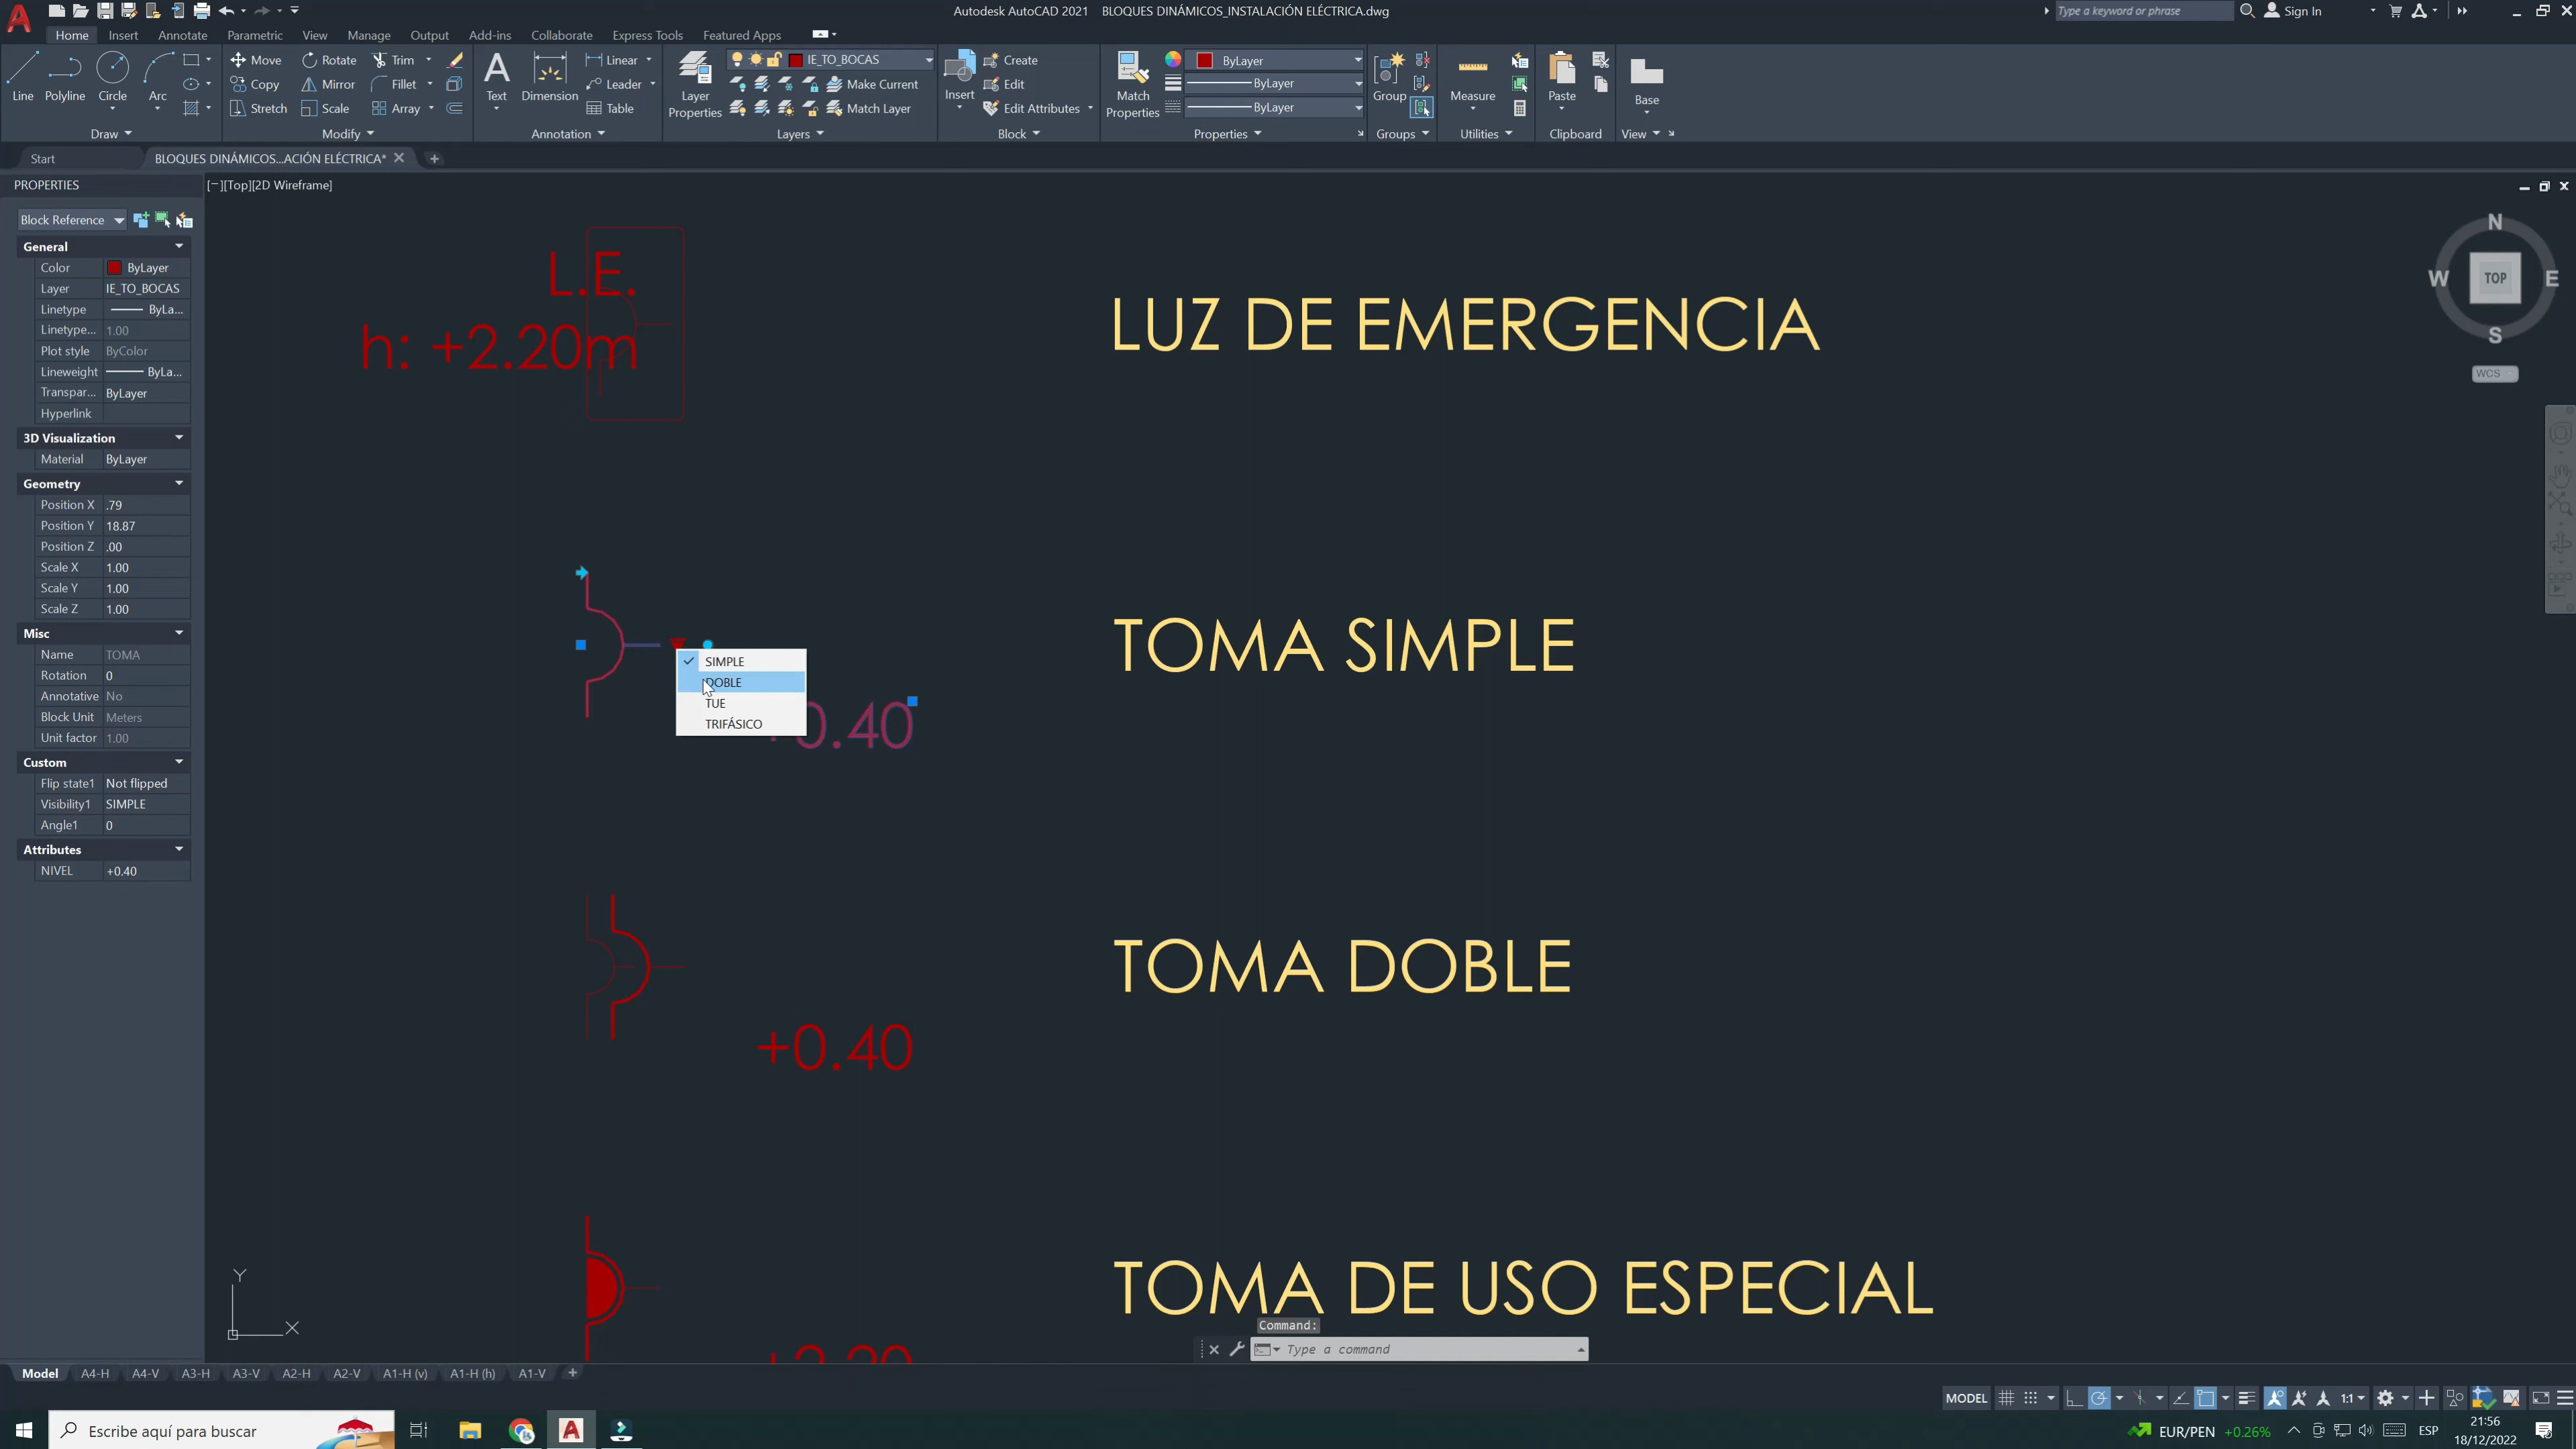 Autodesk AutoCAD 2021 BLOQUES DINÁMICOS_INSTALACIÓN ELÉCTRICA.dwg
Type a keyword or phrase
Sign In
Home Insert Annotate Parametric View Manage Output Add-ins Collaborate Express Tools Featured Apps
Line Polyline Circle Arc
Move Rotate Trim
Copy Mirror Fillet
Stretch Scale Array
Text Dimension
Linear
Leader
Table
Layer Properties
IE_TO_BOCAS
Make Current
Match Layer
Insert
Create
Edit
Edit Attributes
Match Properties
ByLayer
ByLayer
ByLayer
Group
Measure
Paste
Base
Draw Modify Annotation Layers Block Properties Groups Utilities Clipboard View
Start BLOQUES DINÁMICOS...ACIÓN ELÉCTRICA*
PROPERTIES
[−][Top][2D Wireframe]
Block Reference
General
Color ByLayer
Layer IE_TO_BOCAS
Linetype ByLa...
Linetype... 1.00
Plot style ByColor
Lineweight ByLa...
Transpar... ByLayer
Hyperlink
3D Visualization
Material ByLayer
Geometry
Position X .79
Position Y 18.87
Position Z .00
Scale X 1.00
Scale Y 1.00
Scale Z 1.00
Misc
Name TOMA
Rotation 0
Annotative No
Block Unit Meters
Unit factor 1.00
Custom
Flip state1 Not flipped
Visibility1 SIMPLE
Angle1 0
Attributes
NIVEL +0.40
N
W TOP E
S
WCS
L.E.
h: +2.20m
LUZ DE EMERGENCIA
TOMA SIMPLE
SIMPLE
DOBLE
TUE
TRIFÁSICO
+0.40
TOMA DOBLE
+0.40
TOMA DE USO ESPECIAL
+2.20
Y
X
Command:
Type a command
Model A4-H A4-V A3-H A3-V A2-H A2-V A1-H (v) A1-H (h) A1-V
MODEL 1:1
Escribe aquí para buscar
EUR/PEN +0.26%
ESP
21:56
18/12/2022